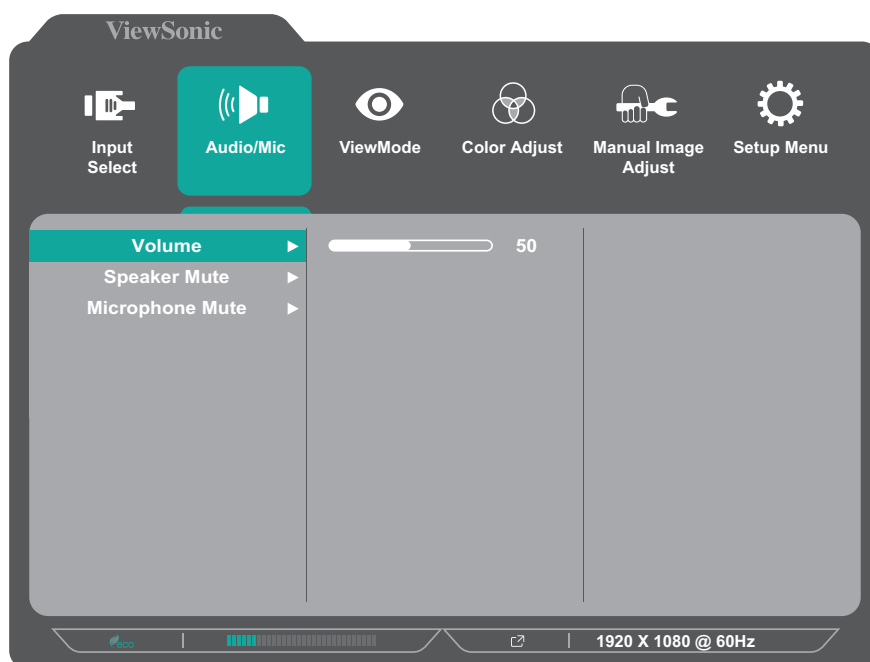 ViewSonic
Input
Select
Audio/Mic
ViewMode
Color Adjust
Manual Image
Adjust
Setup Menu
Volume
50
Speaker Mute
Microphone Mute
eco
1920 X 1080 @ 60Hz